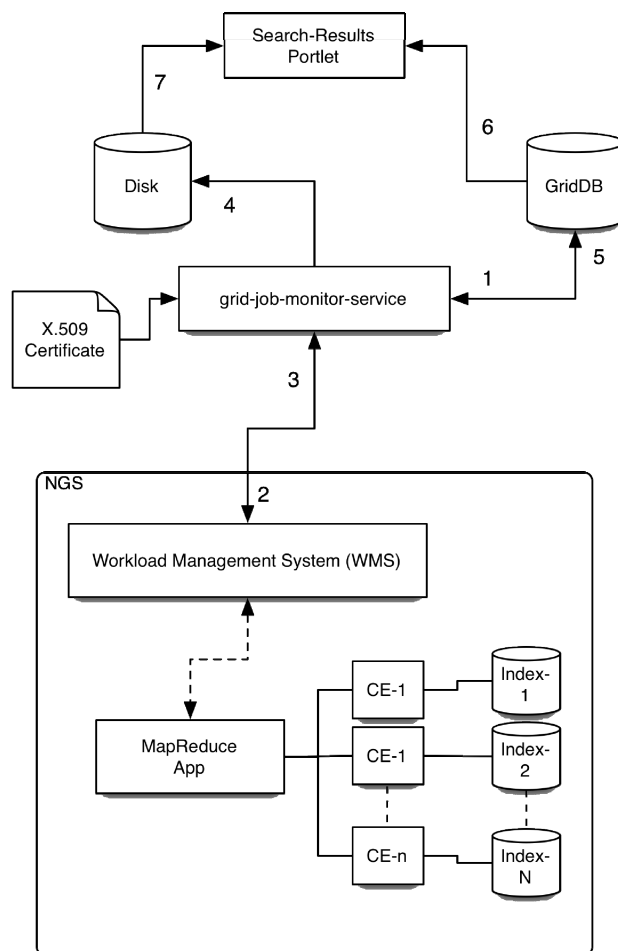 Search-Results
Portlet
7
6
Disk
4
GridDB
1
5
grid-job-monitor-service
X.509
Certificate
3
NGS
2
Workload Management System (WMS)
Index-
1
CE-1
MapReduce
App
CE-1
Index-
2
CE-n
Index-
N